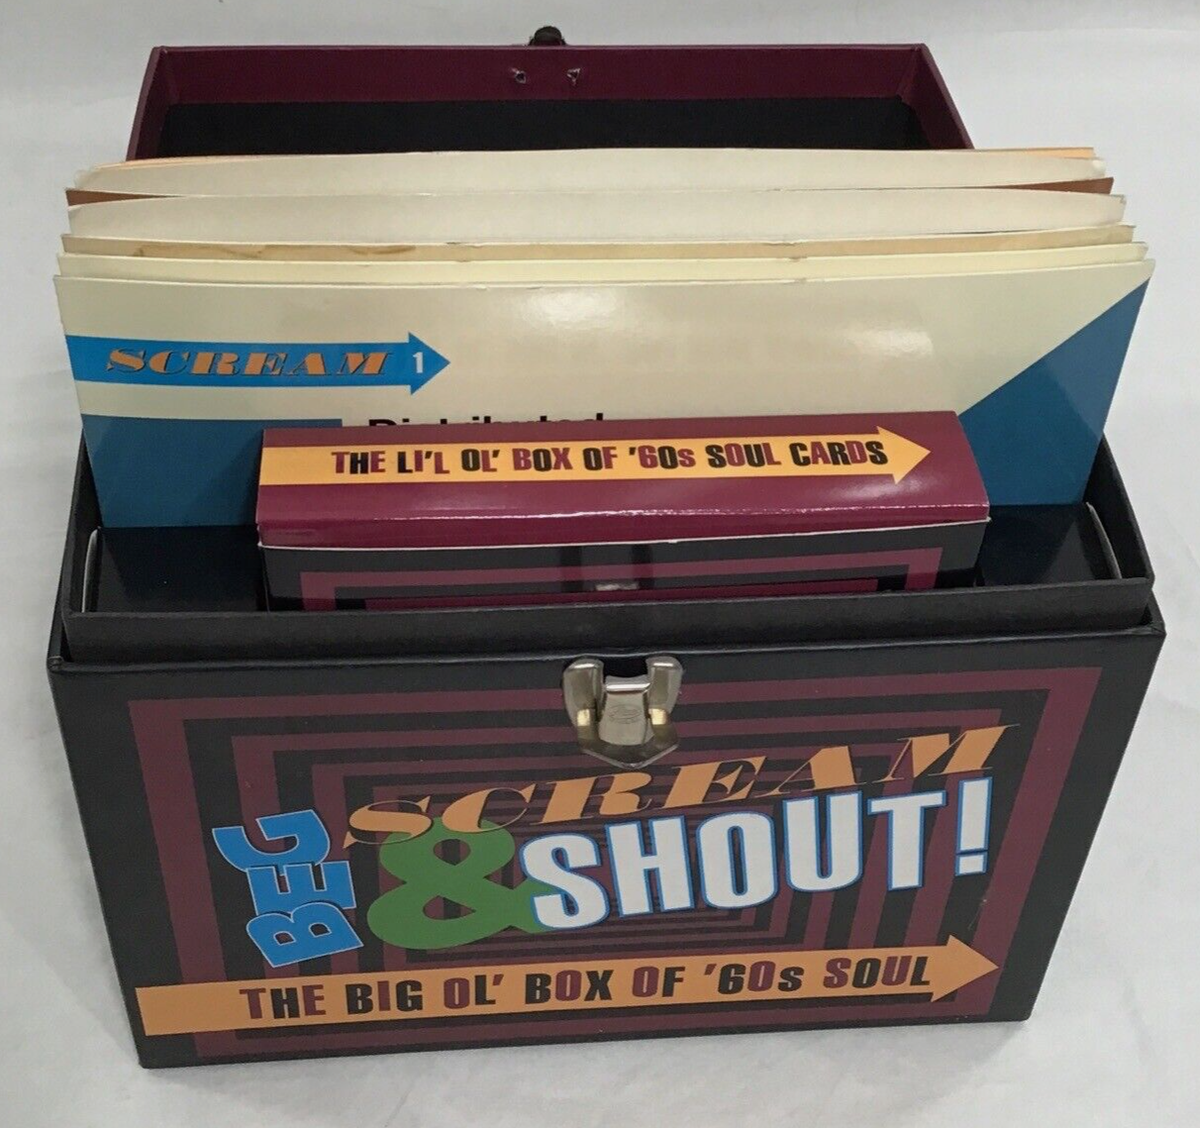 SCREAM 1
Distributed
THE LI'L OL' BOX OF '60s SOUL CARDS
BEG
SCREAM
& SHOUT!
THE BIG OL' BOX OF '60s SOUL